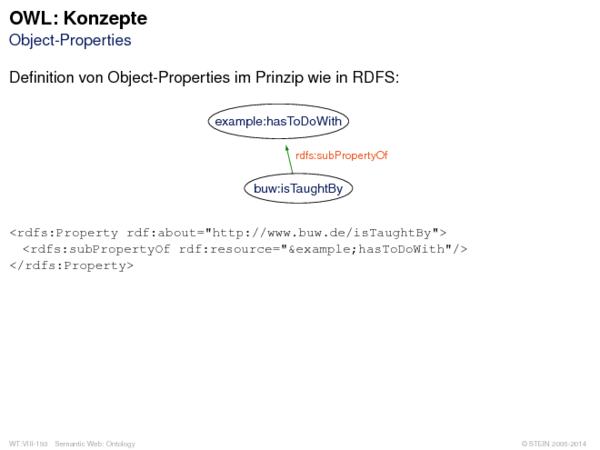 OWL: Konzepte
Object-Properties
Definition von Object-Properties im Prinzip wie in RDFS:
example:hasToDoWith
rdfs:subPropertyOf
buw:isTaughtBy
<rdfs:Property rdf:about="http://www.buw.de/isTaughtBy">
<rdfs:subPropertyOf rdf:resource="&example;hasToDoWith"/>
</rdfs:Property>
WT:VIII-150 Semantic Web: Ontology © STEIN 2005-2014